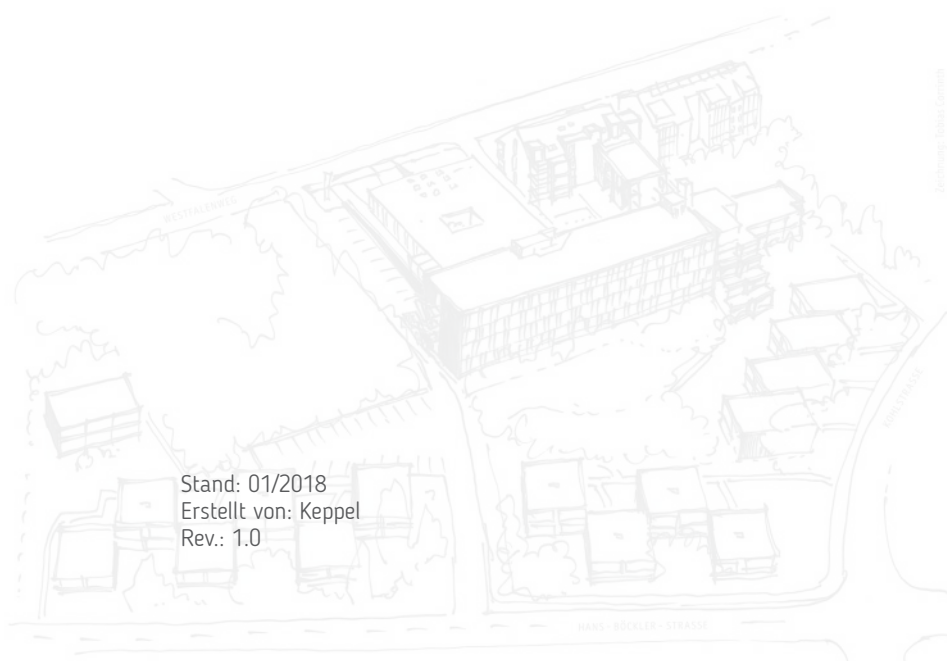 WESTFALENWEG
Stand: 01/2018
Erstellt von: Keppel
Rev.: 1.0
HANS-BÖCKLER-STRASSE